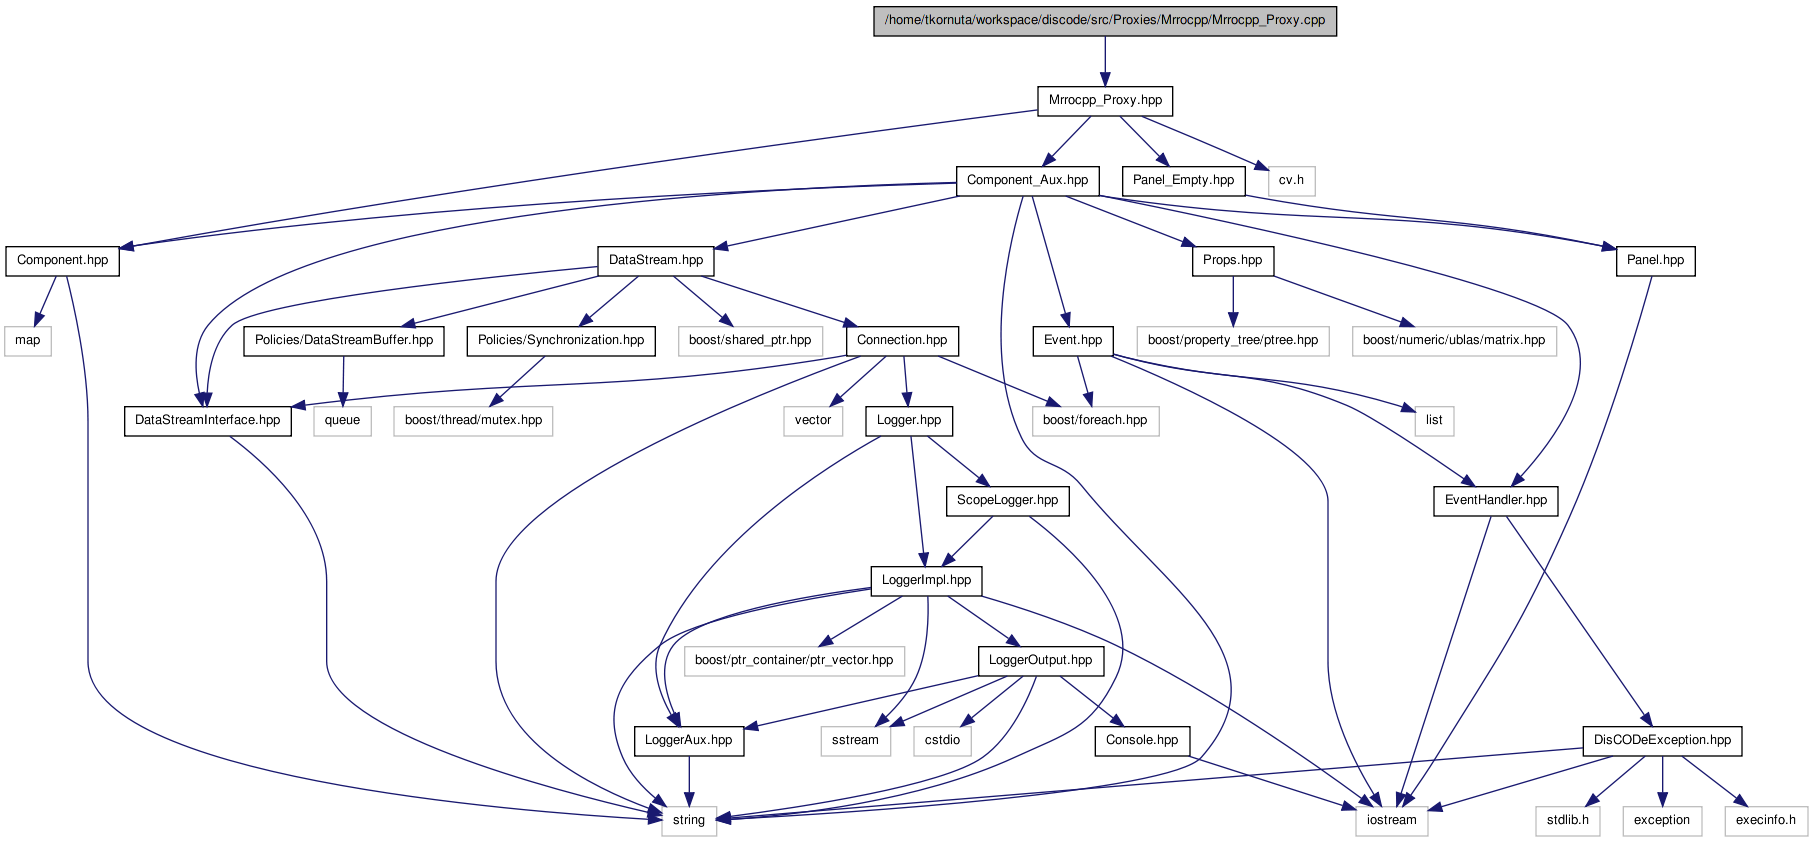 /home/tkornuta/workspace/discode/src/Proxies/Mrrocpp/Mrrocpp_Proxy.cpp
Mrrocpp_Proxy.hpp
Component_Aux.hpp
Panel_Empty.hpp
cv.h
Component.hpp
DataStream.hpp
Props.hpp
Panel.hpp
map
Policies/DataStreamBuffer.hpp
Policies/Synchronization.hpp
boost/shared_ptr.hpp
Connection.hpp
Event.hpp
boost/property_tree/ptree.hpp
boost/numeric/ublas/matrix.hpp
DataStreamInterface.hpp
queue
boost/thread/mutex.hpp
vector
Logger.hpp
boost/foreach.hpp
list
ScopeLogger.hpp
EventHandler.hpp
LoggerImpl.hpp
boost/ptr_container/ptr_vector.hpp
LoggerOutput.hpp
LoggerAux.hpp
sstream
cstdio
Console.hpp
DisCODeException.hpp
string
iostream
stdlib.h
exception
execinfo.h